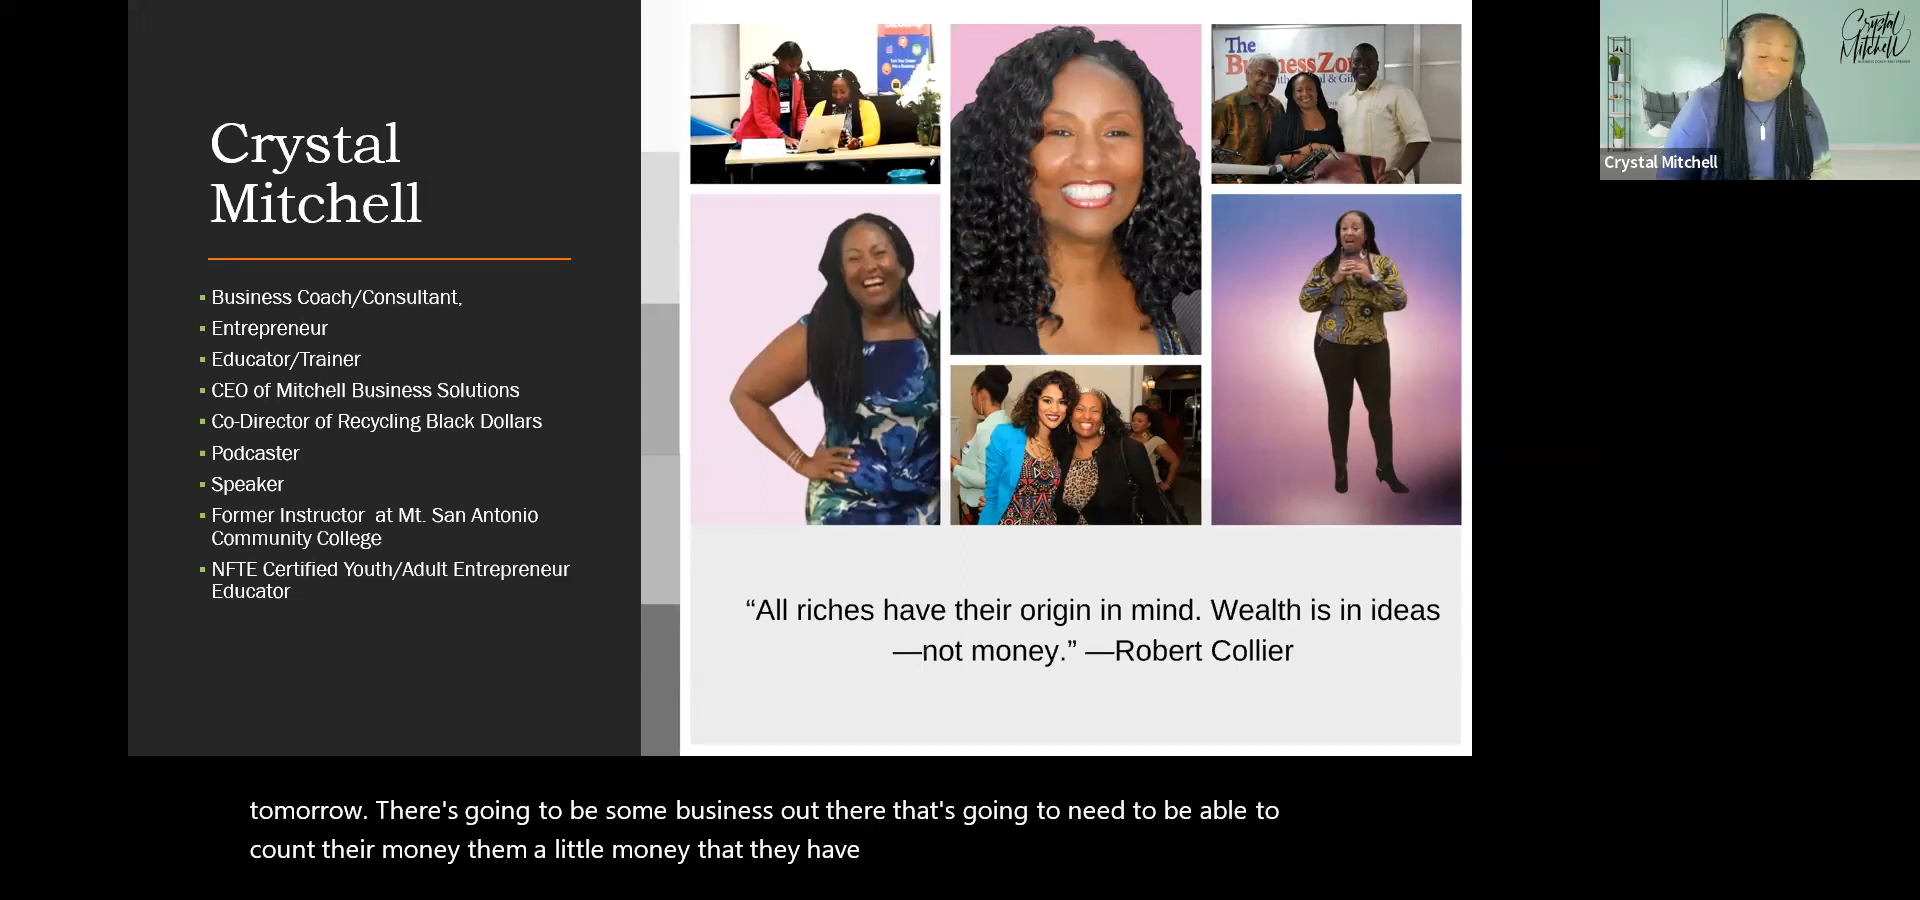 Crystal
Mitchell
Business Coach/Consultant,
Entrepreneur
Educator/Trainer
CEO of Mitchell Business Solutions
Co-Director of Recycling Black Dollars
Podcaster
Speaker
Former Instructor  at Mt. San Antonio
Community College
NFTE Certified Youth/Adult Entrepreneur
Educator
The
“All riches have their origin in mind. Wealth is in ideas
—not money.” —Robert Collier
Crystal
Mitchell
Crystal Mitchell
tomorrow. There's going to be some business out there that's going to need to be able to
count their money them a little money that they have